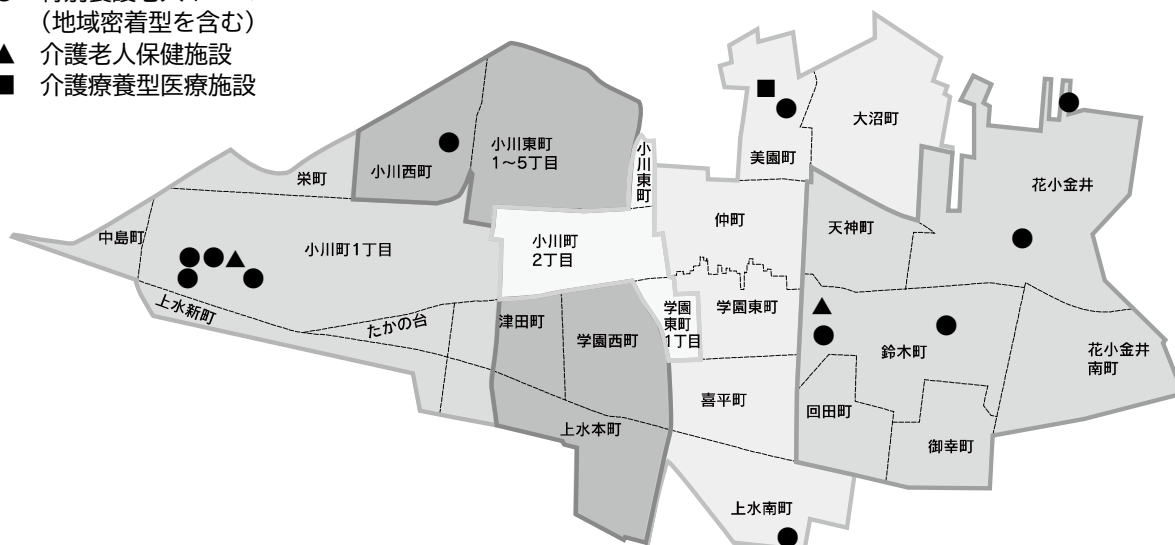 （地域密着型を含む）
▲ 介護老人保健施設
■ 介護療養型医療施設
大沼町
小川東町
1〜5丁目
小川東町
美園町
小川西町
栄町
花小金井
仲町
天神町
中島町
小川町1丁目
小川町
2丁目
上水新町
たかの台
津田町
学園西町
学園
東町
1丁目
学園東町
鈴木町
花小金井
南町
喜平町
回田町
上水本町
御幸町
上水南町